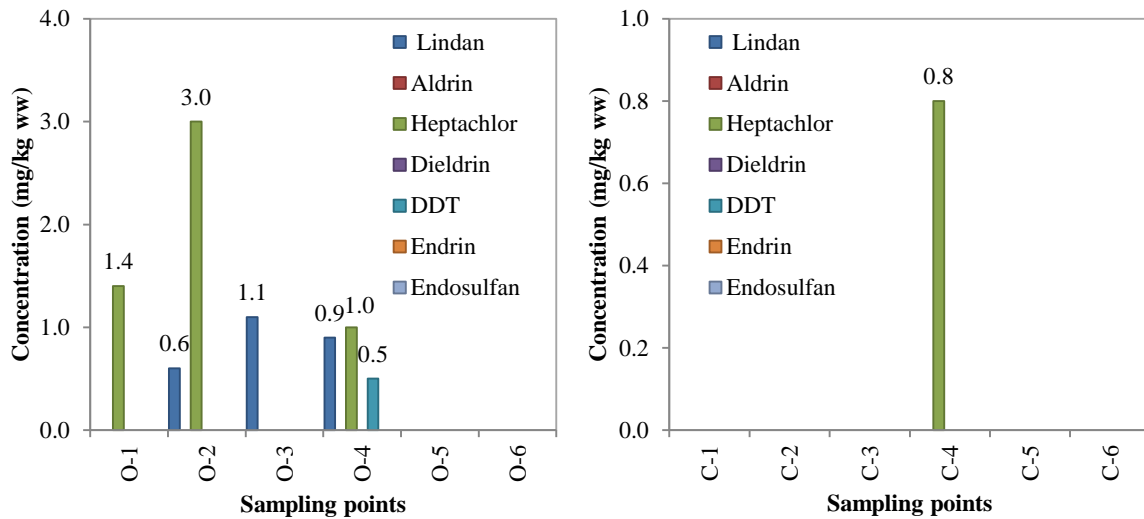 Concentration (mg/kg ww)
4.0
3.0
2.0
1.0
0.0
1.4
0.6
3.0
1.1
0.9
1.0
0.5
Lindan
Aldrin
Heptachlor
Dieldrin
DDT
Endrin
Endosulfan
O-1
O-2
O-3
O-4
O-5
O-6
Sampling points
Concentration (mg/kg ww)
1.0
0.8
0.6
0.4
0.2
0.0
Lindan
Aldrin
Heptachlor
Dieldrin
DDT
Endrin
Endosulfan
0.8
C-1
C-2
C-3
C-4
C-5
C-6
Sampling points